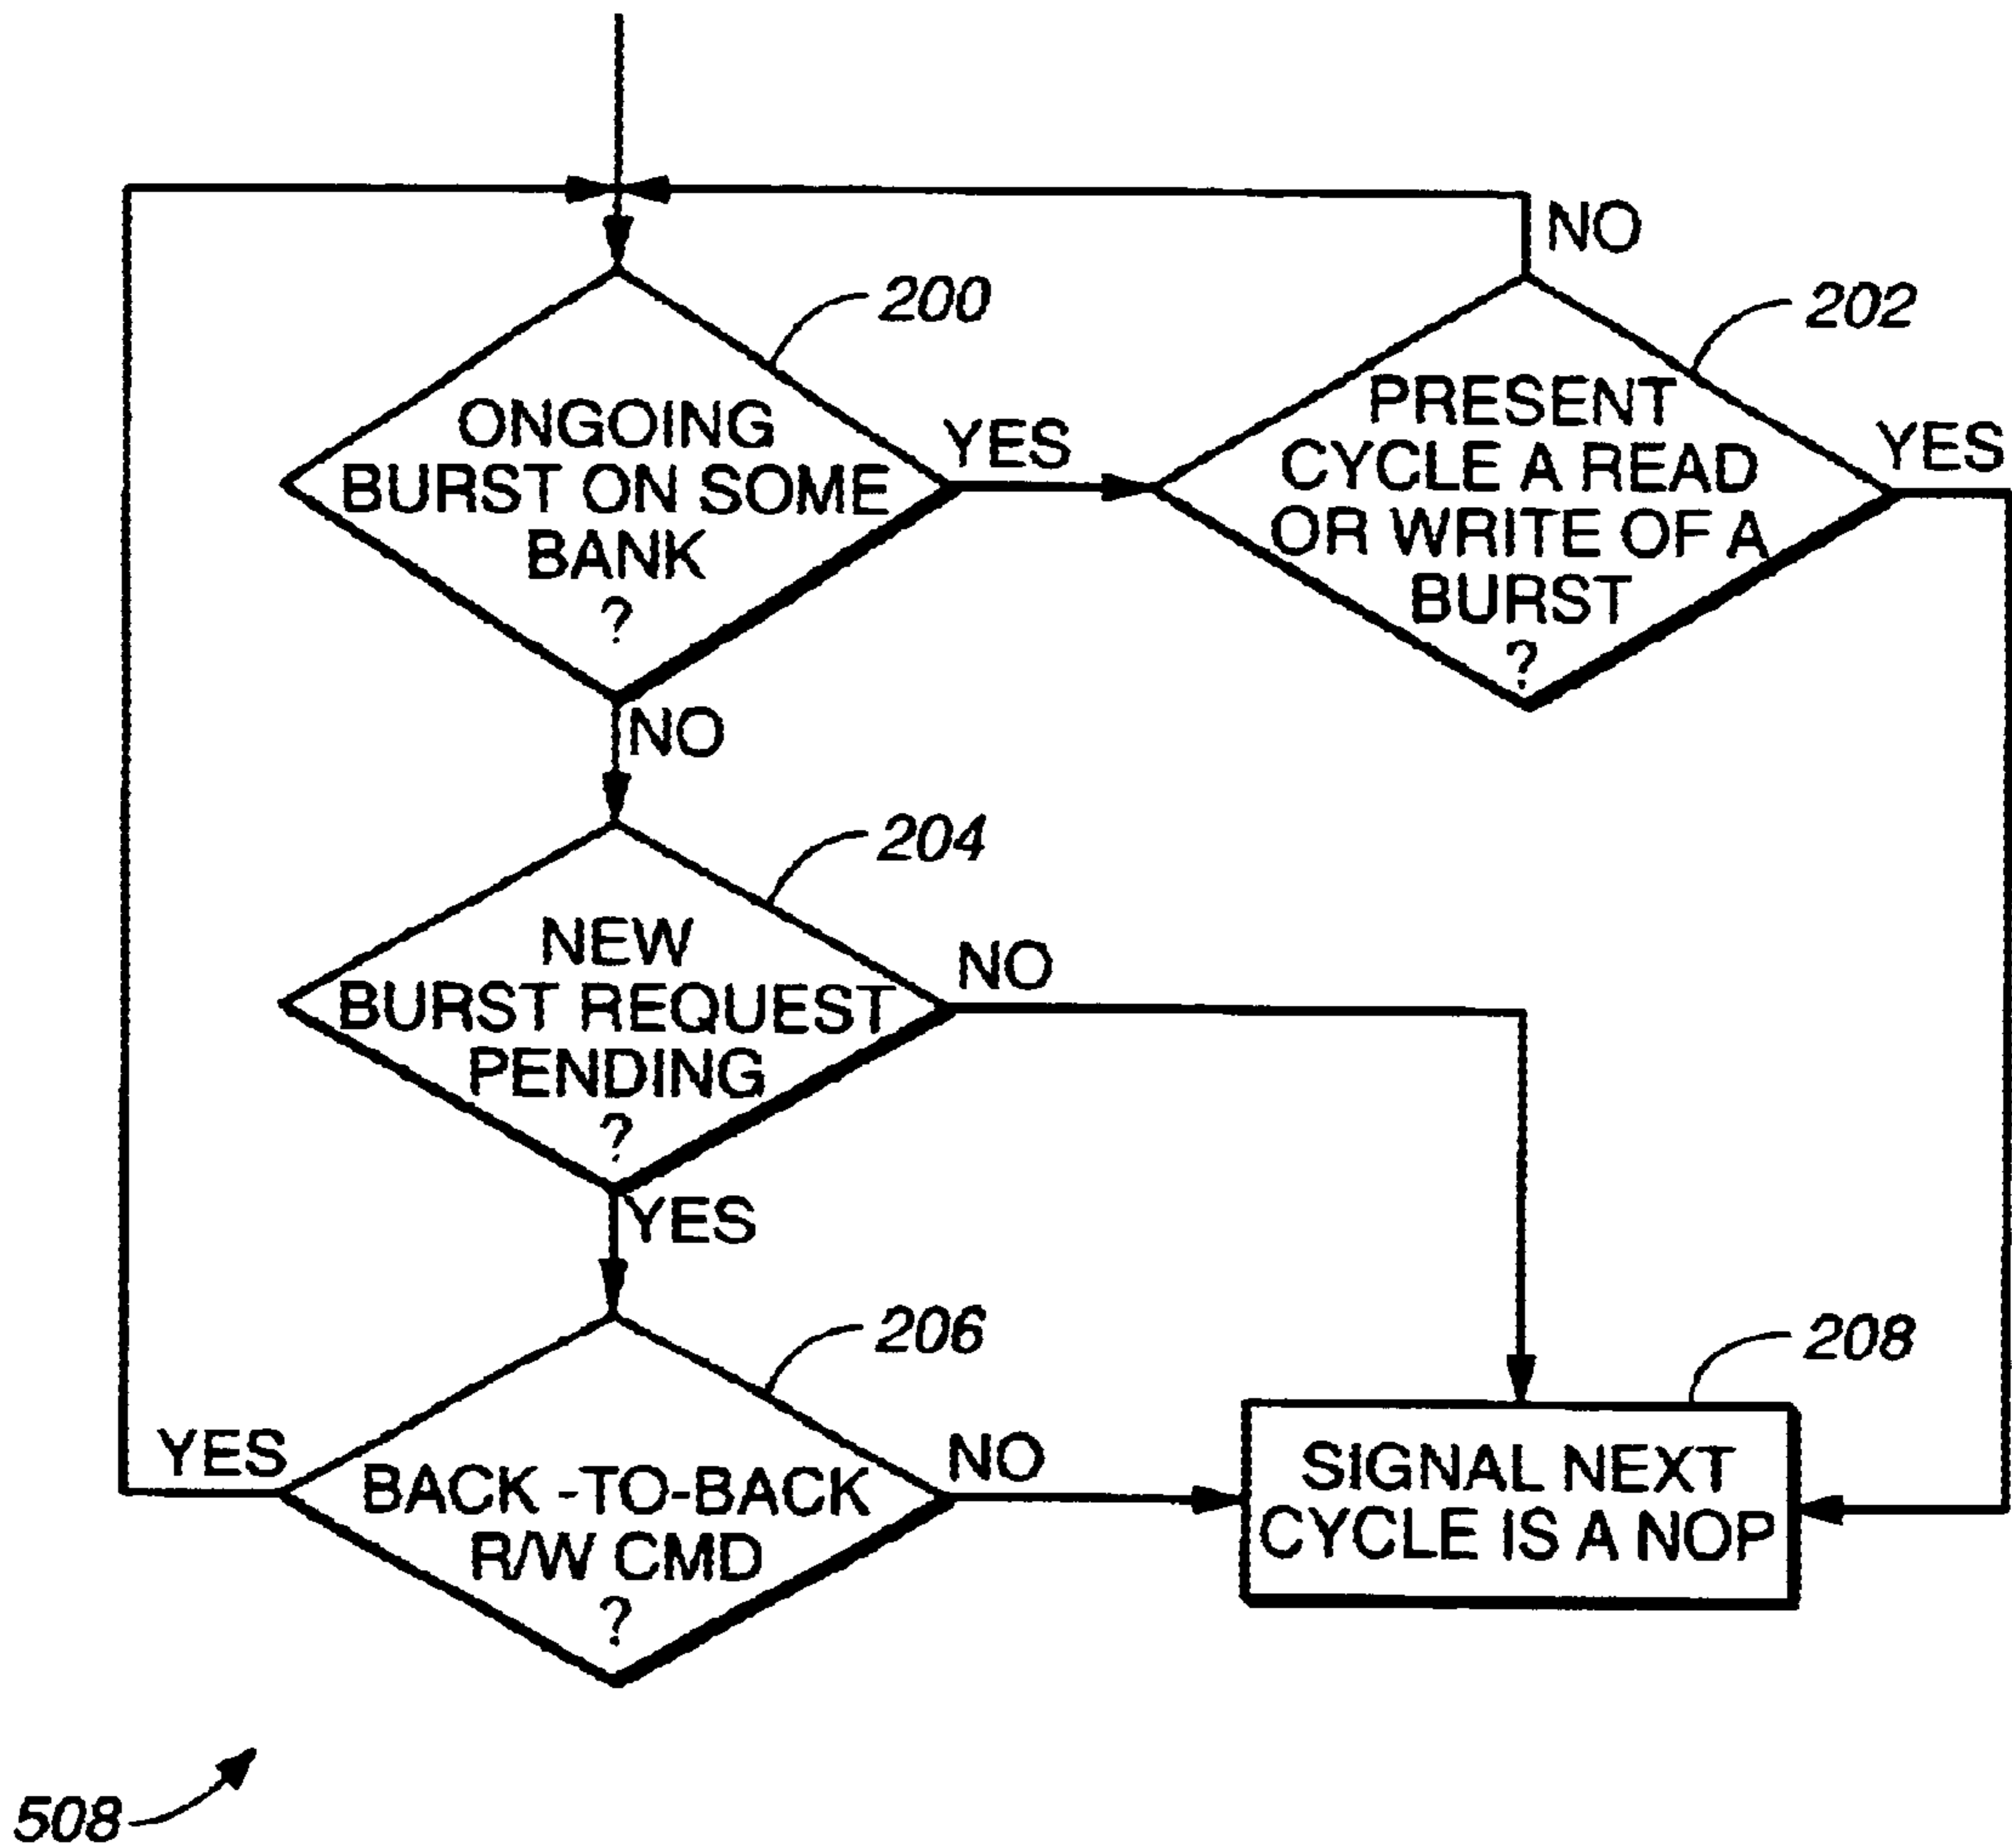 NO
200
202
ONGOING
BURST ON SOME
BANK
?
YES
PRESENT
CYCLE A READ
OR WRITE OF A
BURST
?
YES
NO
204
NEW
BURST REQUEST
PENDING
?
NO
YES
206
208
YES
BACK -TO-BACK
R/W CMD
?
NO
SIGNAL NEXT
CYCLE IS A NOP
508